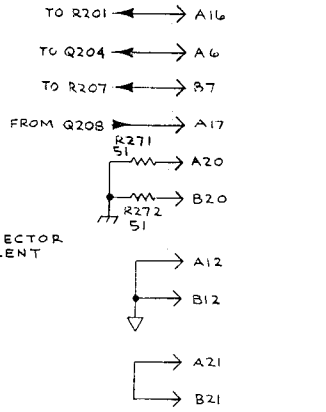 TO R201 A16
TO Q204 A6
TO R207 B7
FROM Q208 A17
R271
51 A20
B20
R272
51
ECTOR
LENT
A12
B12
A21
B21